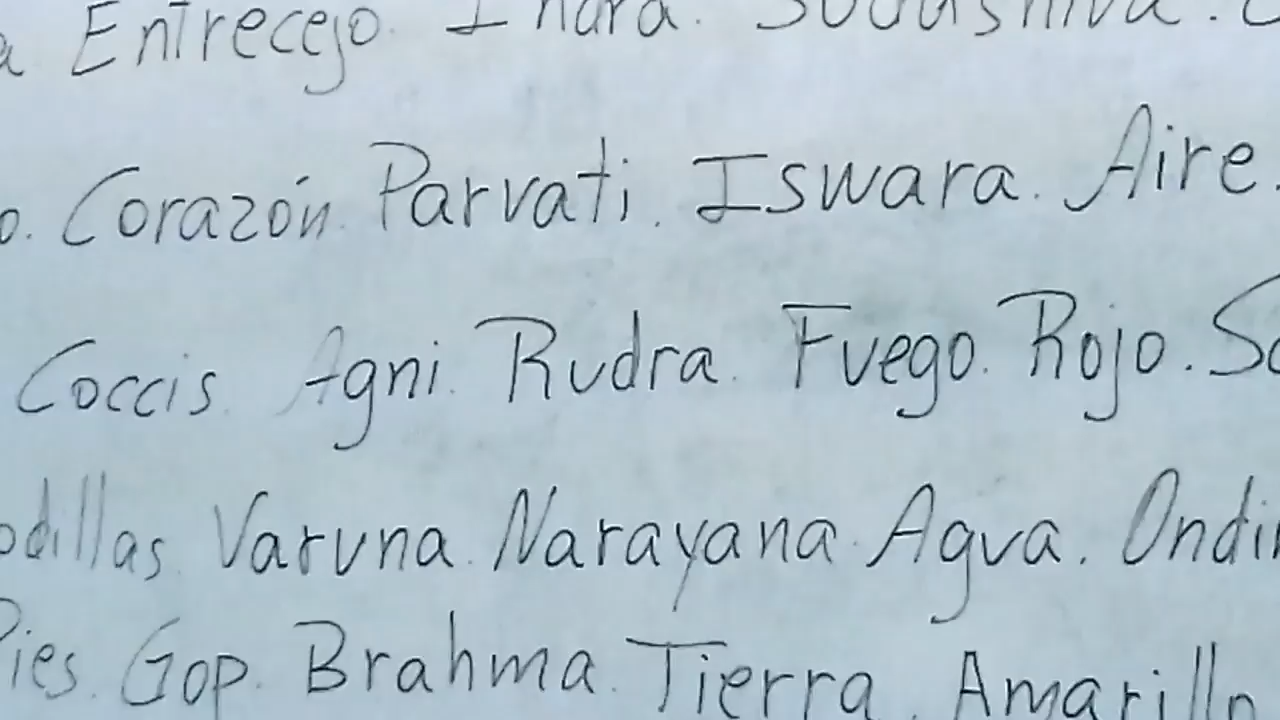 Entrecejo. Indra. Sadashiva.
Corazón. Parvati. Iswara. Aire.
Coccis. Agni. Rudra. Fuego. Rojo.
Varuna. Narayana. Agua.
Pies. Gop. Brahma. Tierra. Amarillo